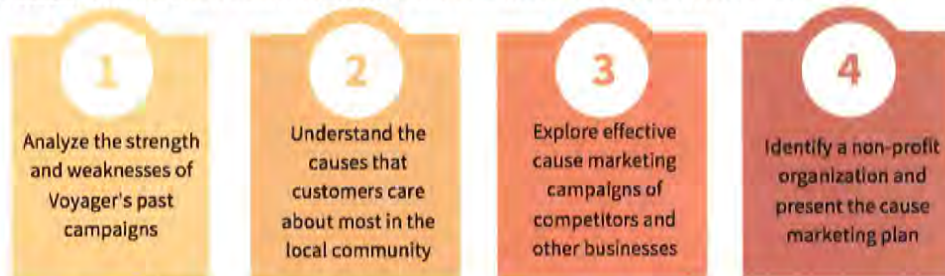 1
Analyze the strength
and weaknesses of
Voyager's past
campaigns
2
Understand the
causes that
customers care
about most in the
local community
3
Explore effective
cause marketing
campaigns of
competitors and
other businesses
4
Identify a non-profit
organization and
present the cause
marketing plan